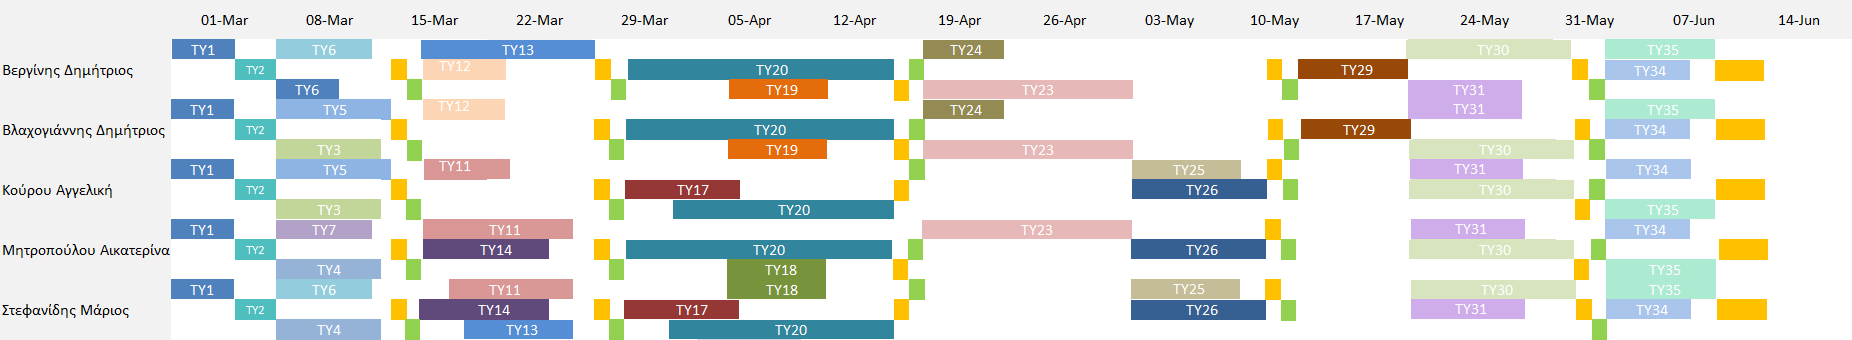 01-Mar 08-Mar 15-Mar 22-Mar 29-Mar 05-Apr 12-Apr 19-Apr 26-Apr 03-May 10-May 17-May 24-May 31-May 07-Jun 14-Jun
TY1 TY6 TY13 TY24 TY30 TY35
Βεργίνης Δημήτριος TY2 TY12 TY20 TY29 TY34
TY6 TY19 TY23 TY31
TY1 TY5 TY12 TY24 TY31 TY35
Βλαχογιάννης Δημήτριος TY2 TY20 TY29 TY34
TY3 TY19 TY23 TY30
TY1 TY5 TY11 TY25 TY31 TY34
Κούρου Αγγελική TY2 TY17 TY26 TY30
TY3 TY20 TY35
TY1 TY7 TY11 TY23 TY31 TY34
Μητροπούλου Αικατερίνα TY2 TY14 TY20 TY26 TY30
TY4 TY18 TY35
TY1 TY6 TY11 TY18 TY25 TY30 TY35
Στεφανίδης Μάριος TY2 TY14 TY17 TY26 TY31 TY34
TY4 TY13 TY20